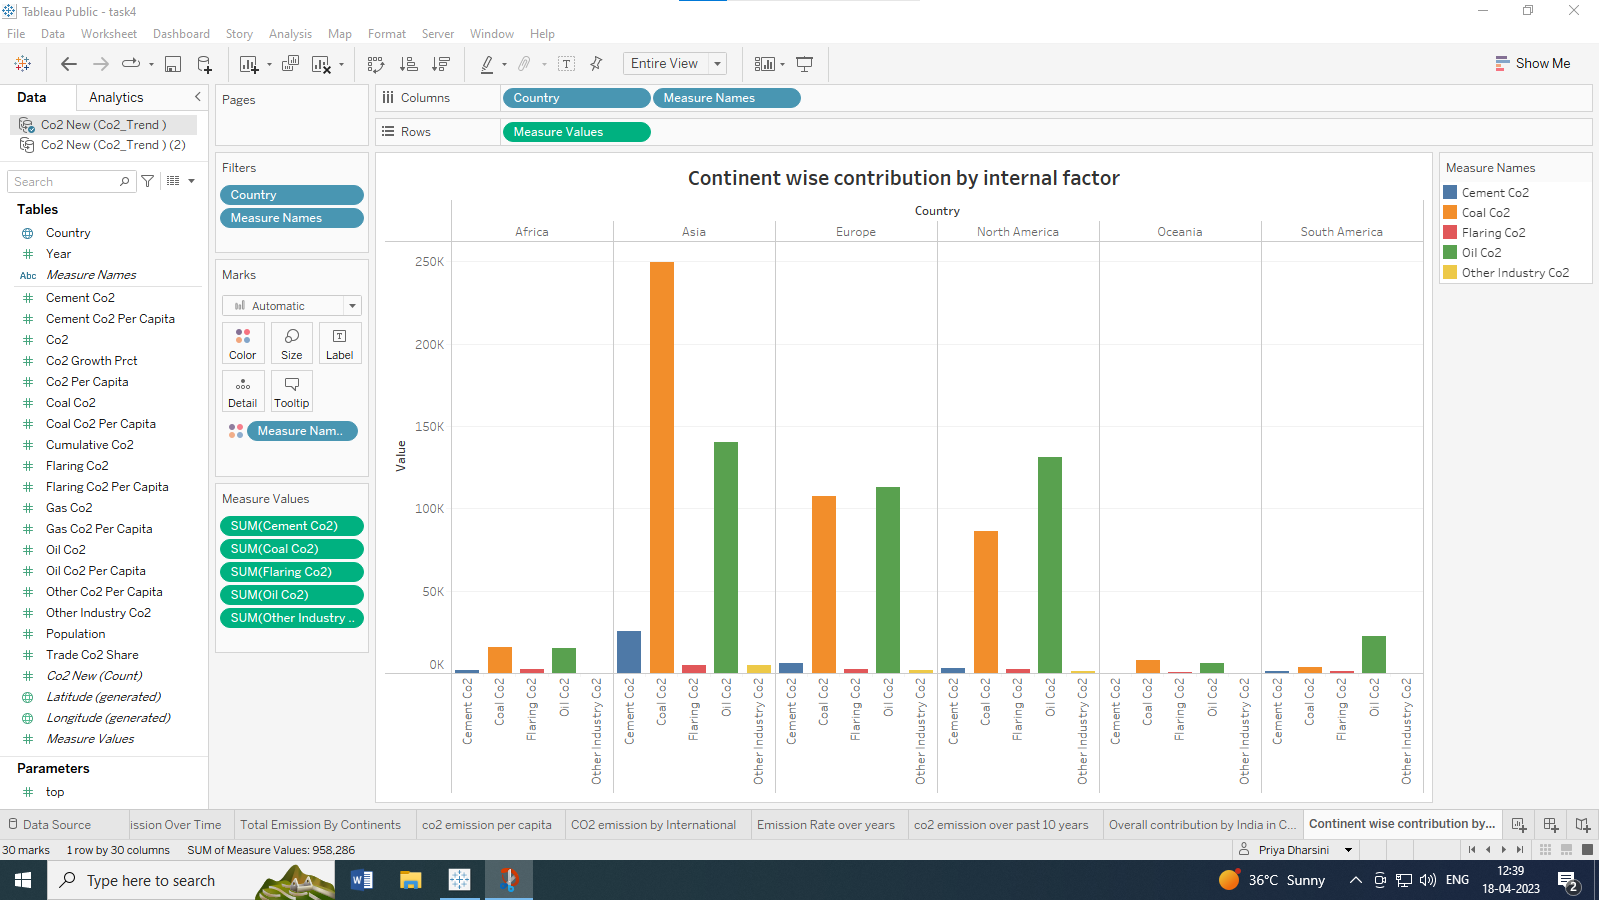 Tableau Public - task4
File Data Worksheet Dashboard Story Analysis Map Format Server Window Help
Entire View
Show Me
Data Analytics
Co2 New (Co2_Trend )
Co2 New (Co2_Trend ) (2)
Search
Tables
Country
Year
Abc Measure Names
Cement Co2
Cement Co2 Per Capita
Co2
Co2 Growth Prct
Co2 Per Capita
Coal Co2
Coal Co2 Per Capita
Cumulative Co2
Flaring Co2
Flaring Co2 Per Capita
Gas Co2
Gas Co2 Per Capita
Oil Co2
Oil Co2 Per Capita
Other Co2 Per Capita
Other Industry Co2
Population
Trade Co2 Share
Co2 New (Count)
Latitude (generated)
Longitude (generated)
Measure Values
Parameters
top
Pages
Filters
Country
Measure Names
Marks
Automatic
Color Size Label
Detail Tooltip
Measure Nam..
Measure Values
SUM(Cement Co2)
SUM(Coal Co2)
SUM(Flaring Co2)
SUM(Oil Co2)
SUM(Other Industry ..
Columns Country Measure Names
Rows Measure Values
Continent wise contribution by internal factor
Country
Africa Asia Europe North America Oceania South America
250K
200K
150K
100K
50K
0K
Value
Cement Co2 Coal Co2 Flaring Co2 Oil Co2 Other Industry Co2 Cement Co2 Coal Co2 Flaring Co2 Oil Co2 Other Industry Co2 Cement Co2 Coal Co2 Flaring Co2 Oil Co2 Other Industry Co2 Cement Co2 Coal Co2 Flaring Co2 Oil Co2 Other Industry Co2 Cement Co2 Coal Co2 Flaring Co2 Oil Co2 Other Industry Co2 Cement Co2 Coal Co2 Flaring Co2 Oil Co2 Other Industry Co2
Measure Names
Cement Co2
Coal Co2
Flaring Co2
Oil Co2
Other Industry Co2
Data Source ission Over Time Total Emission By Continents co2 emission per capita CO2 emission by International Emission Rate over years co2 emission over past 10 years Overall contribution by India in C... Continent wise contribution by...
30 marks 1 row by 30 columns SUM of Measure Values: 958,286 Priya Dharsini
Type here to search
36°C Sunny
ENG
12:39
18-04-2023
2